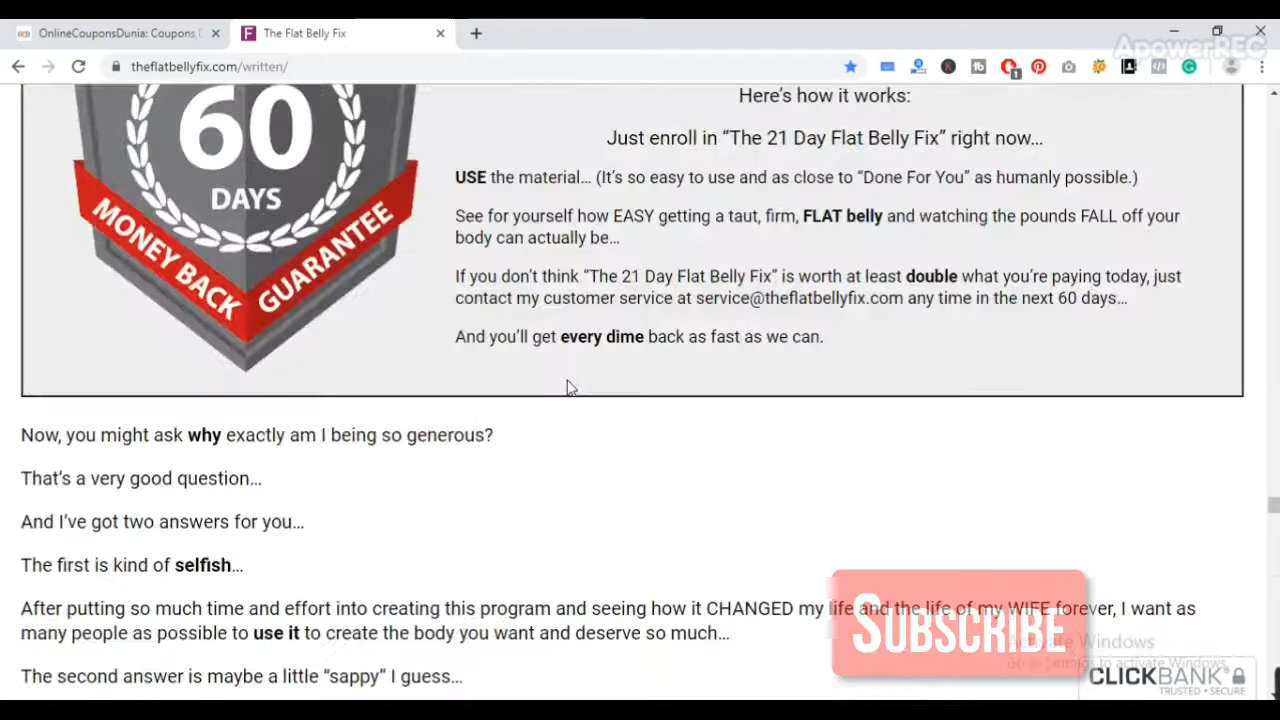 OnlineCouponsDunia: Coupons,
The Flat Belly Fix
ApowerREC
theflatbellyfix.com/written/
60
DAYS
MONEY BACK GUARANTEE
Here's how it works:
Just enroll in “The 21 Day Flat Belly Fix” right now…
USE the material… (It's so easy to use and as close to “Done For You” as humanly possible.)
See for yourself how EASY getting a taut, firm, FLAT belly and watching the pounds FALL off your
body can actually be…
If you don't think “The 21 Day Flat Belly Fix” is worth at least double what you're paying today, just
contact my customer service at service@theflatbellyfix.com any time in the next 60 days…
And you'll get every dime back as fast as we can.
Now, you might ask why exactly am I being so generous?
That's a very good question…
And I've got two answers for you…
The first is kind of selfish…
After putting so much time and effort into creating this program and seeing how it CHANGED my life and the life of my WIFE forever, I want as
many people as possible to use it to create the body you want and deserve so much…
SUBSCRIBE
Activate Windows
Go to Settings to activate Windows.
The second answer is maybe a little “sappy” I guess…
CLICKBANK
TRUSTED • SECURE